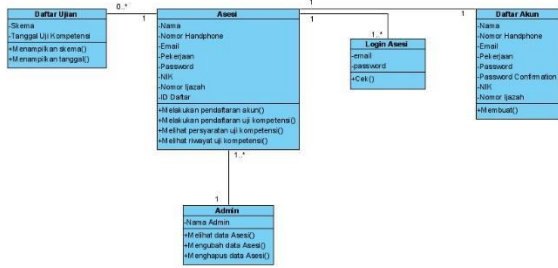 Daftar Ujian
-Skema
-Tanggal Uji Kompetensi
+Menampilkan skema()
+Menampilkan tanggal()
0..*
1
Asesi
-Nama
-Nomor Handphone
-Email
-Pekerjaan
-Password
-NIK
-Nomor Ijazah
-ID Daftar
+Melakukan pendaftaran akun()
+Melakukan pendaftaran uji kompetensi()
+Melihat persyaratan uji kompetensi()
+Melihat riwayat uji kompetensi()
1
1
1..*
Login Asesi
-email
-password
+Cek()
1
Daftar Akun
-Nama
-Nomor Handphone
-Email
-Pekerjaan
-Password
-Password Confirmation
-NIK
-Nomor Ijazah
+Membuat()
1..*
1
Admin
-Nama Admin
+Melihat data Asesi()
+Mengubah data Asesi()
+Menghapus data Asesi()